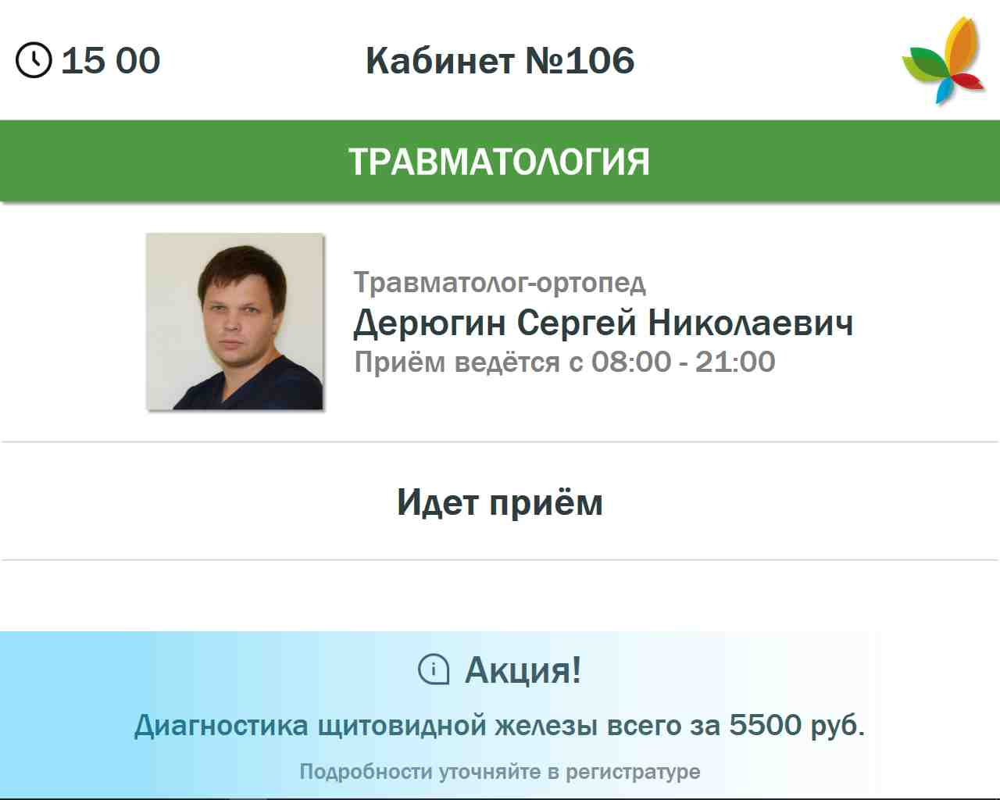 15 00
Кабинет №106
ТРАВМАТОЛОГИЯ
Травматолог-ортопед
Дерюгин Сергей Николаевич
Приём ведётся с 08:00 - 21:00
Идет приём
Акция!
Диагностика щитовидной железы всего за 5500 руб.
Подробности уточняйте в регистратуре